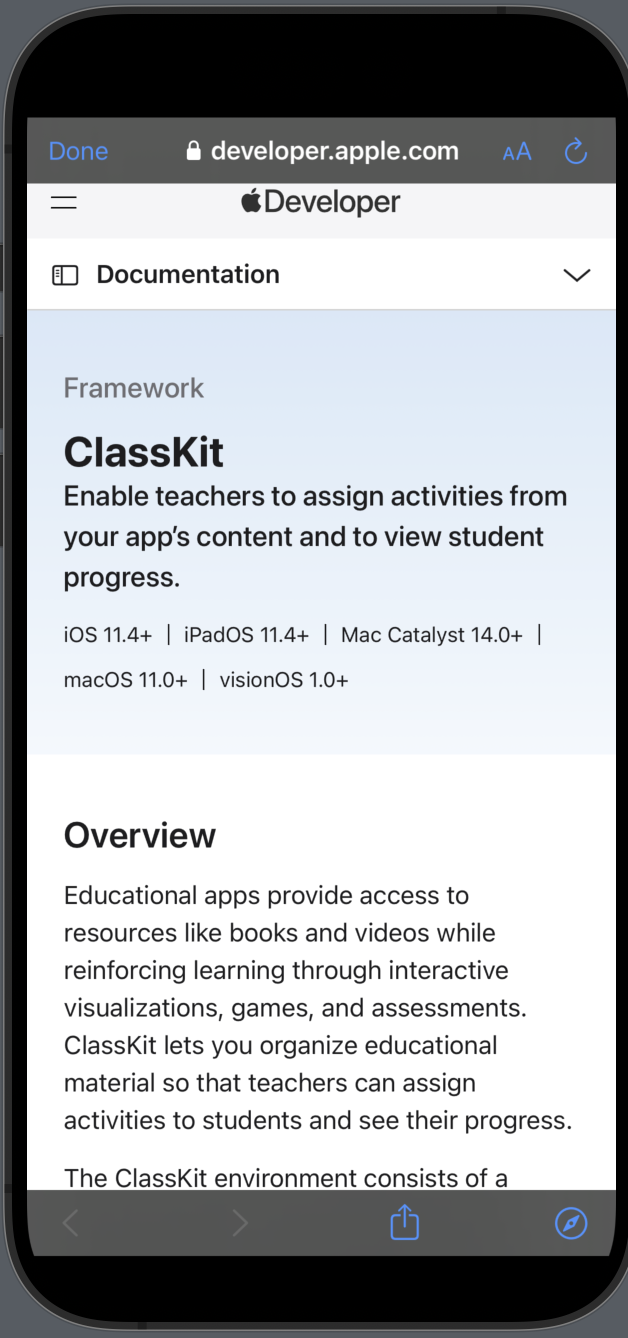 Done developer.apple.com AA
Developer
Documentation
Framework
ClassKit
Enable teachers to assign activities from
your app’s content and to view student
progress.
iOS 11.4+ | iPadOS 11.4+ | Mac Catalyst 14.0+ |
macOS 11.0+ | visionOS 1.0+
Overview
Educational apps provide access to
resources like books and videos while
reinforcing learning through interactive
visualizations, games, and assessments.
ClassKit lets you organize educational
material so that teachers can assign
activities to students and see their progress.
The ClassKit environment consists of a